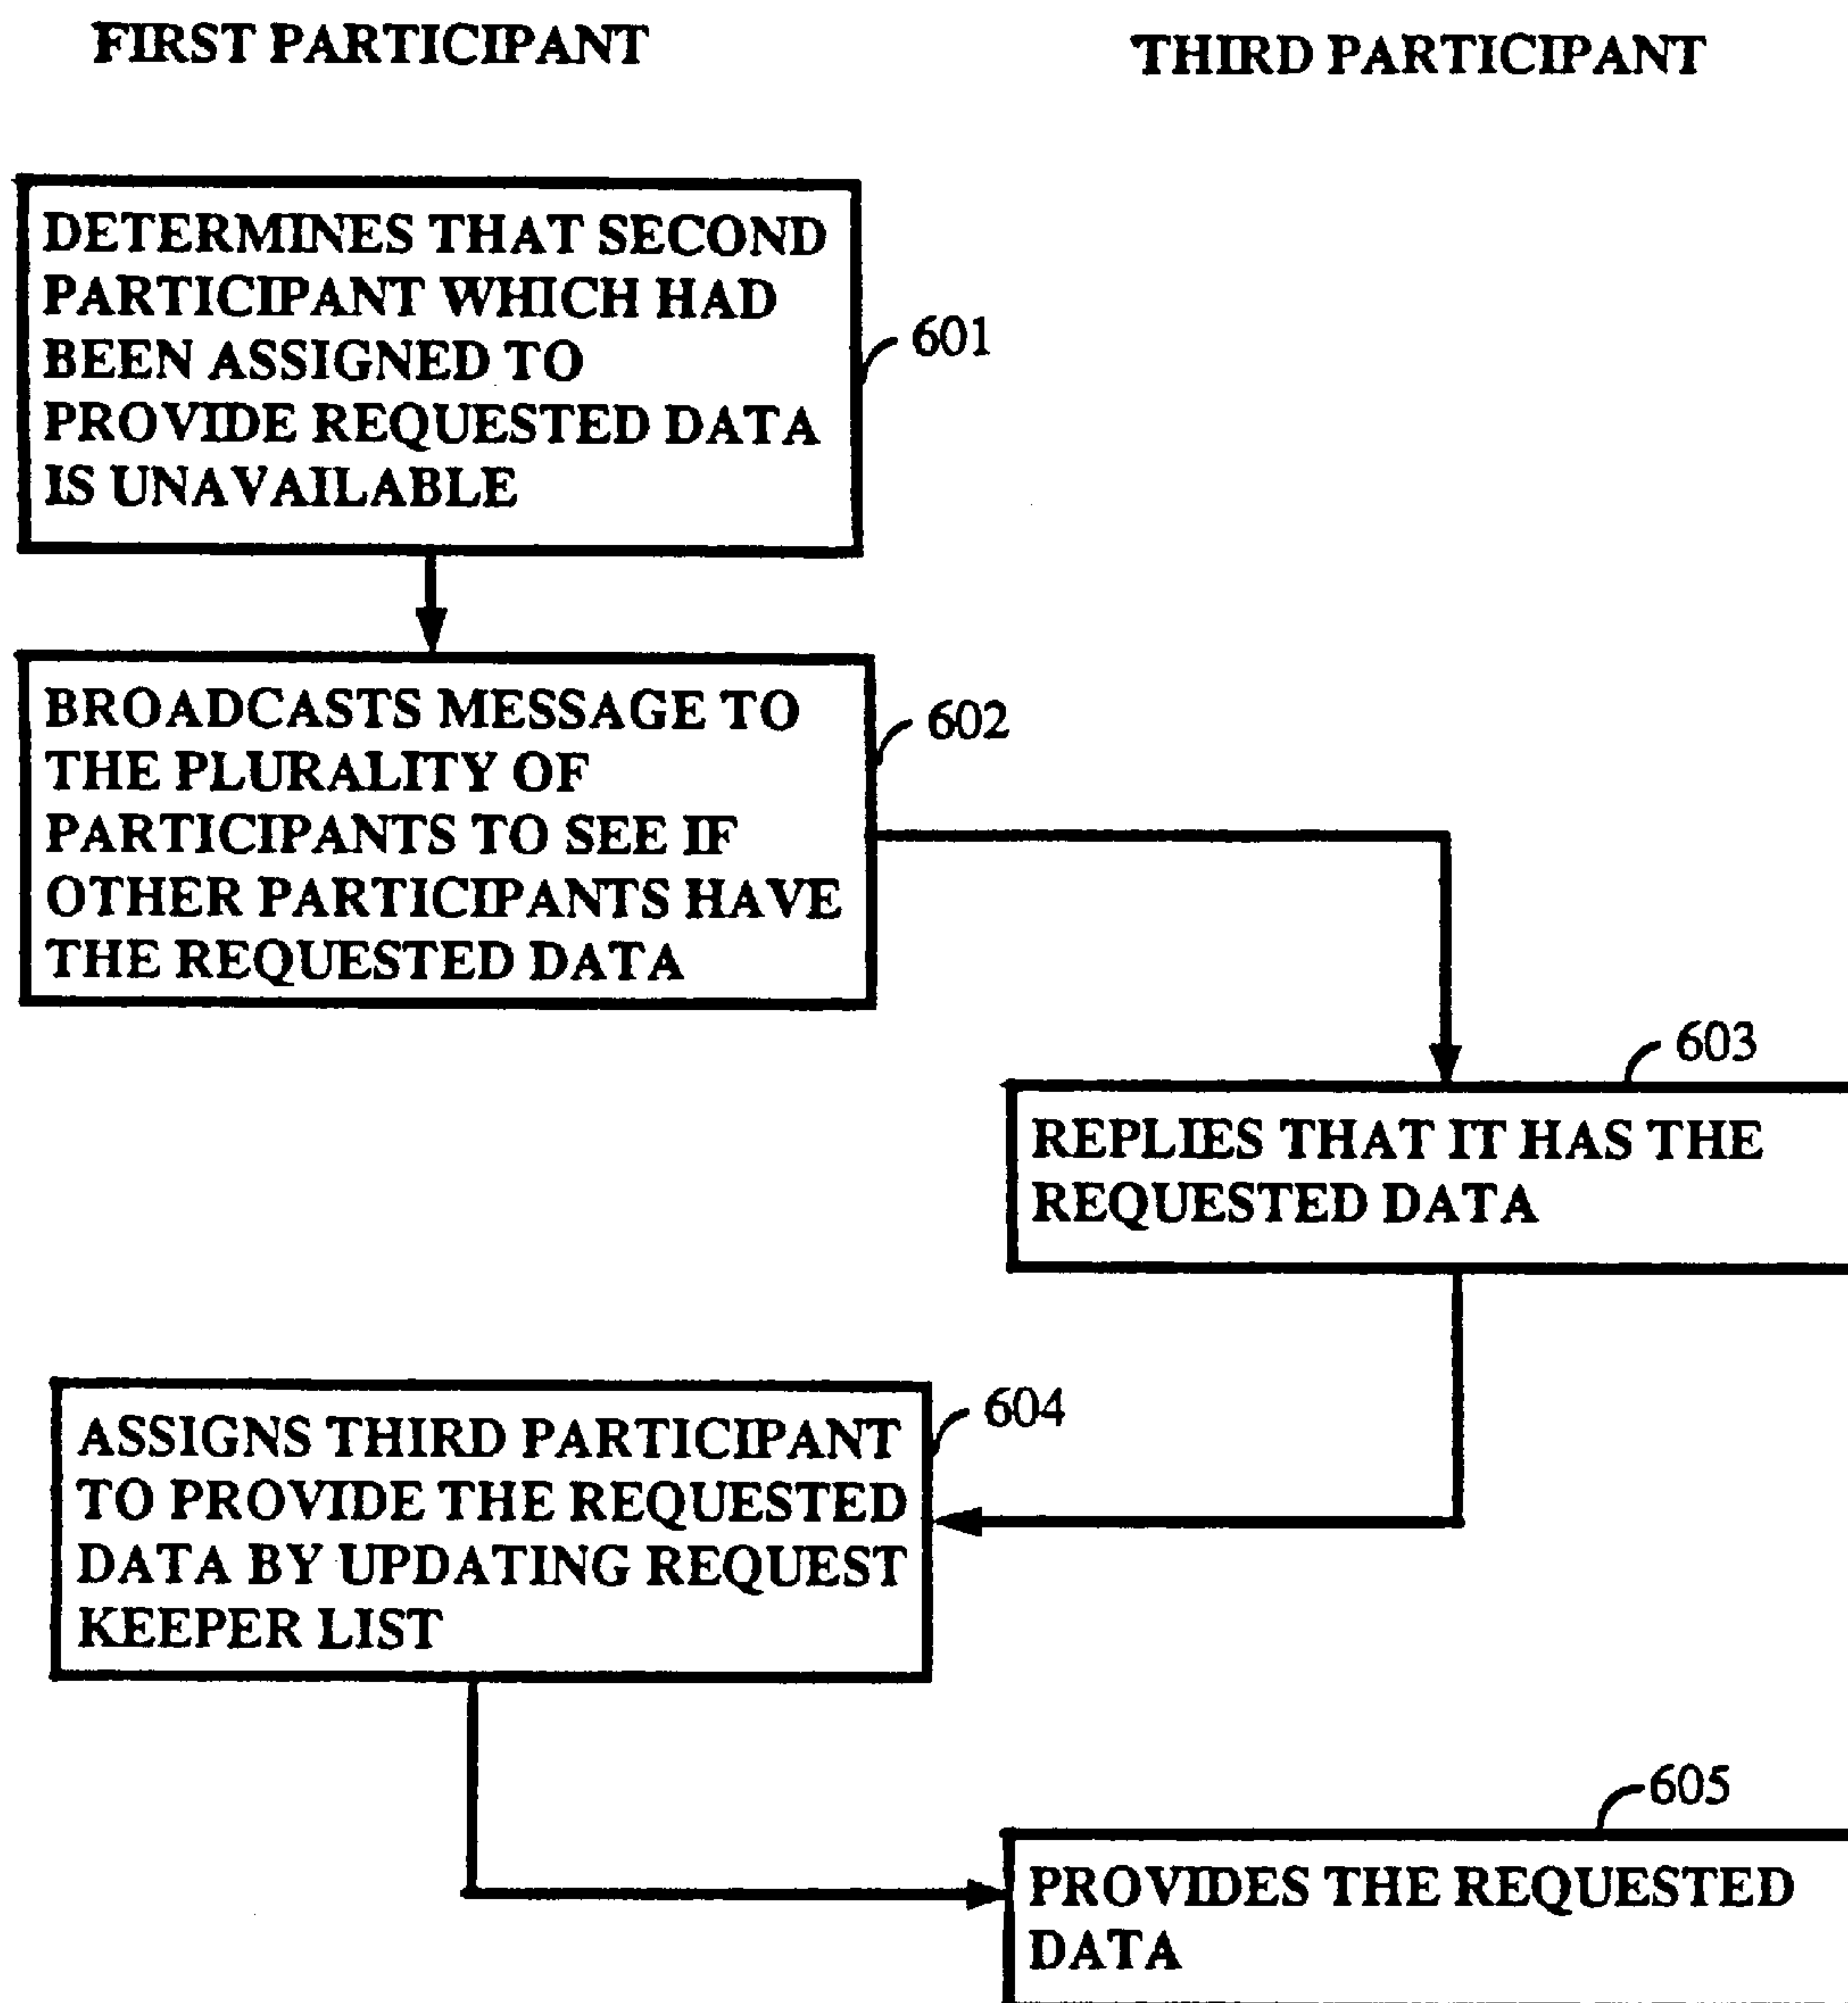 FIRST PARTICIPANT
THIRD PARTICIPANT
DETERMINES THAT SECOND
PARTICIPANT WHICH HAD
BEEN ASSIGNED TO
PROVIDE REQUESTED DATA
IS UNAVAILABLE
601
BROADCASTS MESSAGE TO
THE PLURALITY OF
PARTICIPANTS TO SEE IF
OTHER PARTICIPANTS HAVE
THE REQUESTED DATA
602
603
REPLIES THAT IT HAS THE
REQUESTED DATA
604
ASSIGNS THIRD PARTICIPANT
TO PROVIDE THE REQUESTED
DATA BY UPDATING REQUEST
KEEPER LIST
605
PROVIDES THE REQUESTED
DATA